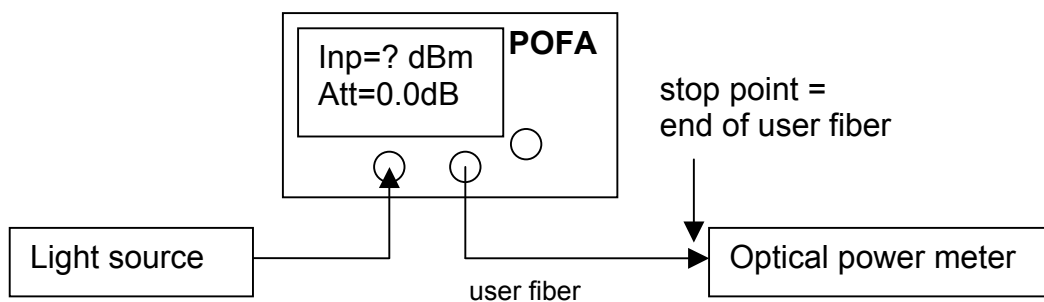 Inp=? dBm
Att=0.0dB
POFA
stop point =
end of user fiber
Light source
user fiber
Optical power meter